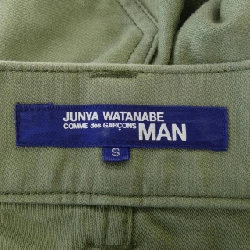 JUNYA WATANABE
COMME des GARÇONS MAN
S